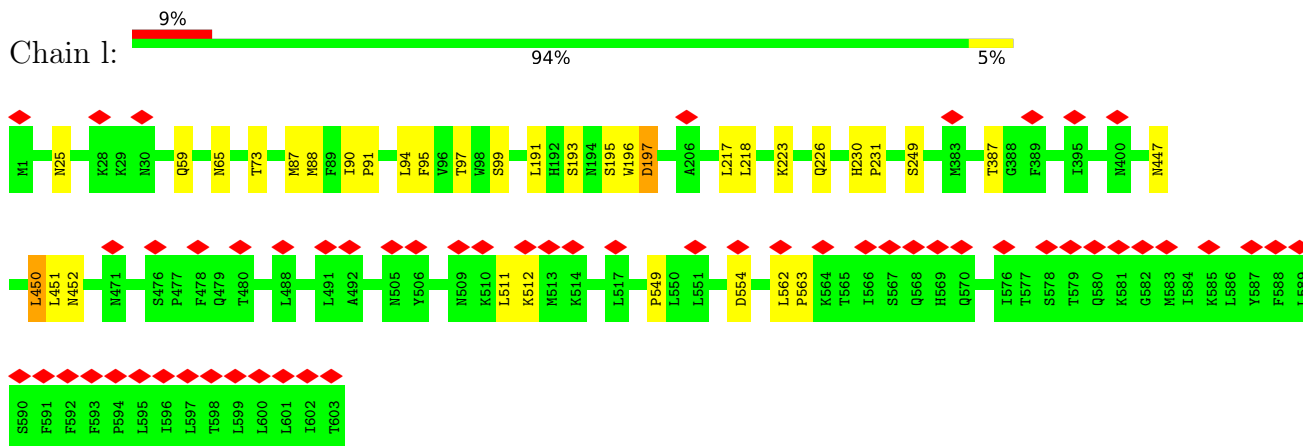 9%
Chain l:
94% 5%
M1 N25 K28 K29 N30 Q59 N65 T73 M87 M88 F89 I90 P91 L94 F95 V96 T97 W98 S99 L191 H192 S193 N194 S195 W196 D197 A206 L217 L218 K223 Q226 H230 P231 S249 M383 T387 G388 F389 I395 N400 N447
L450 L451 N452 N471 S476 P477 F478 Q479 T480 L488 L491 A492 N505 Y506 N509 K510 L511 K512 M513 K514 L517 P549 L550 L551 D554 L562 P563 K564 T565 I566 S567 Q568 H569 Q570 I576 T577 S578 T579 Q580 K581 G582 M583 I584 K585 L586 Y587 F588 L589
S590 F591 F592 F593 P594 L595 I596 L597 T598 L599 L600 L601 I602 T603